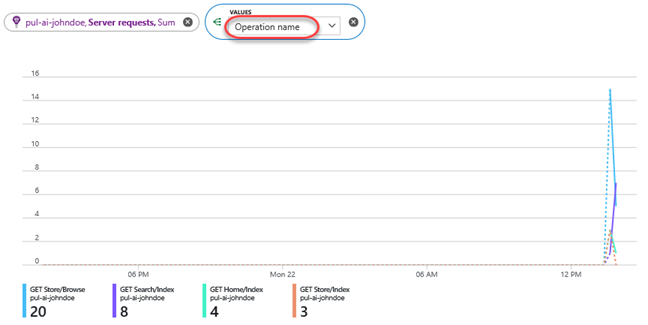 pul-ai-johndoe, Server requests, Sum
VALUES
Operation name
16
14
12
10
8
6
4
2
0
06 PM Mon 22 06 AM 12 PM
GET Store/Browse GET Search/Index GET Home/Index GET Store/Index
pul-ai-johndoe pul-ai-johndoe pul-ai-johndoe pul-ai-johndoe
20 8 4 3